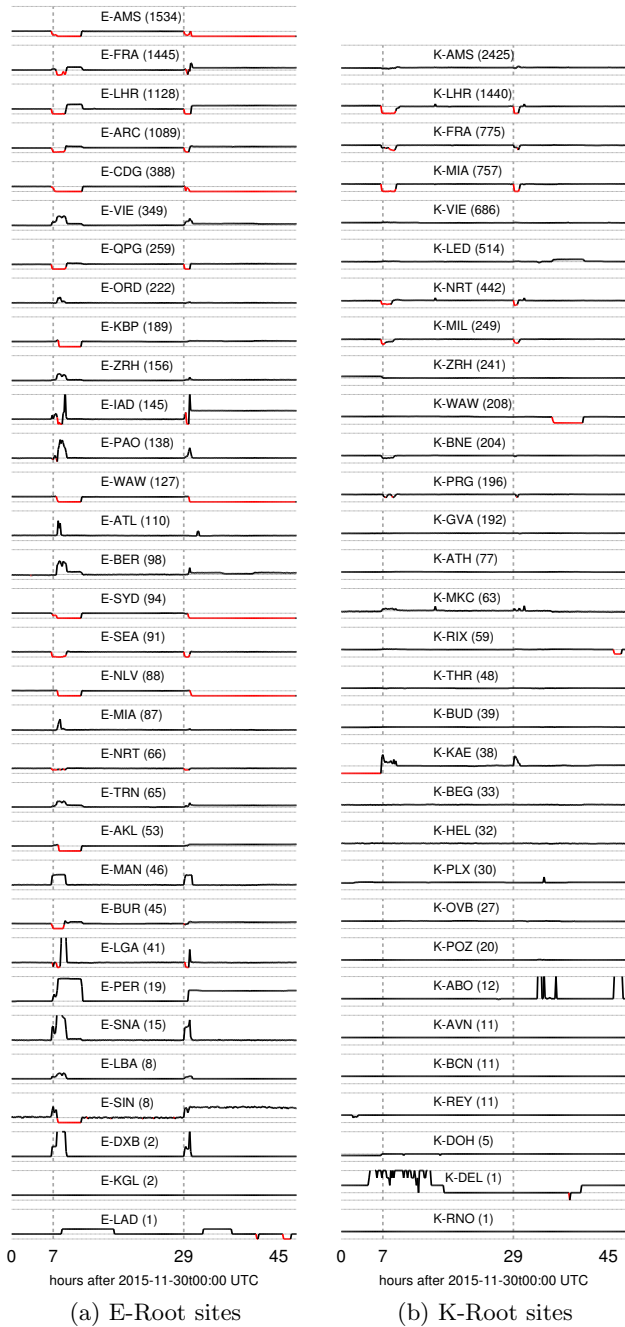 E-AMS (1534)
E-FRA (1445)
E-LHR (1128)
E-ARC (1089)
E-CDG (388)
E-VIE (349)
E-QPG (259)
E-ORD (222)
E-KBP (189)
E-ZRH (156)
E-IAD (145)
E-PAO (138)
E-WAW (127)
E-ATL (110)
E-BER (98)
E-SYD (94)
E-SEA (91)
E-NLV (88)
E-MIA (87)
E-NRT (66)
E-TRN (65)
E-AKL (53)
E-MAN (46)
E-BUR (45)
E-LGA (41)
E-PER (19)
E-SNA (15)
E-LBA (8)
E-SIN (8)
E-DXB (2)
E-KGL (2)
E-LAD (1)
0 7 29 45
hours after 2015-11-30t00:00 UTC
(a) E-Root sites
K-AMS (2425)
K-LHR (1440)
K-FRA (775)
K-MIA (757)
K-VIE (686)
K-LED (514)
K-NRT (442)
K-MIL (249)
K-ZRH (241)
K-WAW (208)
K-BNE (204)
K-PRG (196)
K-GVA (192)
K-ATH (77)
K-MKC (63)
K-RIX (59)
K-THR (48)
K-BUD (39)
K-KAE (38)
K-BEG (33)
K-HEL (32)
K-PLX (30)
K-OVB (27)
K-POZ (20)
K-ABO (12)
K-AVN (11)
K-BCN (11)
K-REY (11)
K-DOH (5)
K-DEL (1)
K-RNO (1)
0 7 29 45
hours after 2015-11-30t00:00 UTC
(b) K-Root sites